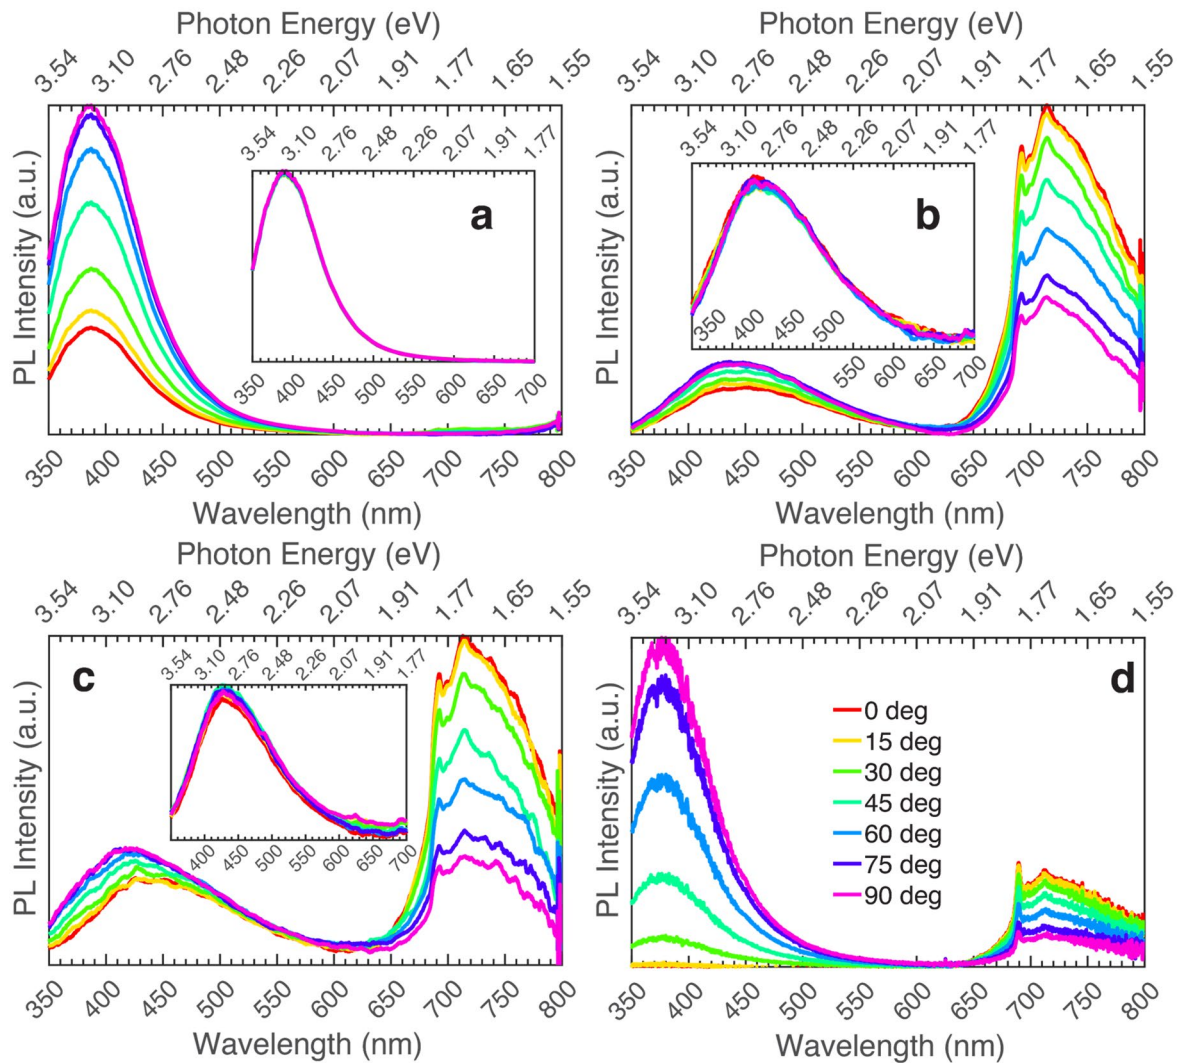 Photon Energy (eV)
3.54 3.10 2.76 2.48 2.26 2.07 1.91 1.77 1.65 1.55
PL Intensity (a.u.)
3.54 3.10 2.76 2.48 2.26 2.07 1.91 1.77
a
350 400 450 500 550 600 650 700
350 400 450 500 550 600 650 700 750 800
Wavelength (nm)
Photon Energy (eV)
3.54 3.10 2.76 2.48 2.26 2.07 1.91 1.77 1.65 1.55
PL Intensity (a.u.)
3.54 3.10 2.76 2.48 2.26 2.07 1.91 1.77
b
350 400 450 500 550 600 650 700
350 400 450 500 550 600 650 700 750 800
Wavelength (nm)
Photon Energy (eV)
3.54 3.10 2.76 2.48 2.26 2.07 1.91 1.77 1.65 1.55
PL Intensity (a.u.)
c
3.54 3.10 2.76 2.48 2.26 2.07 1.91 1.77
400 450 500 550 600 650 700
350 400 450 500 550 600 650 700 750 800
Wavelength (nm)
Photon Energy (eV)
3.54 3.10 2.76 2.48 2.26 2.07 1.91 1.77 1.65 1.55
PL Intensity (a.u.)
d
0 deg
15 deg
30 deg
45 deg
60 deg
75 deg
90 deg
350 400 450 500 550 600 650 700 750 800
Wavelength (nm)